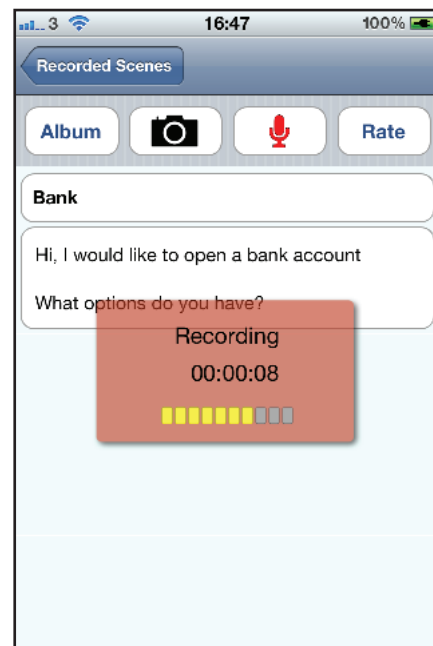 3 16:47 100%
Recorded Scenes
Album Rate
Bank
Hi, I would like to open a bank account
What options do you have?
Recording
00:00:08